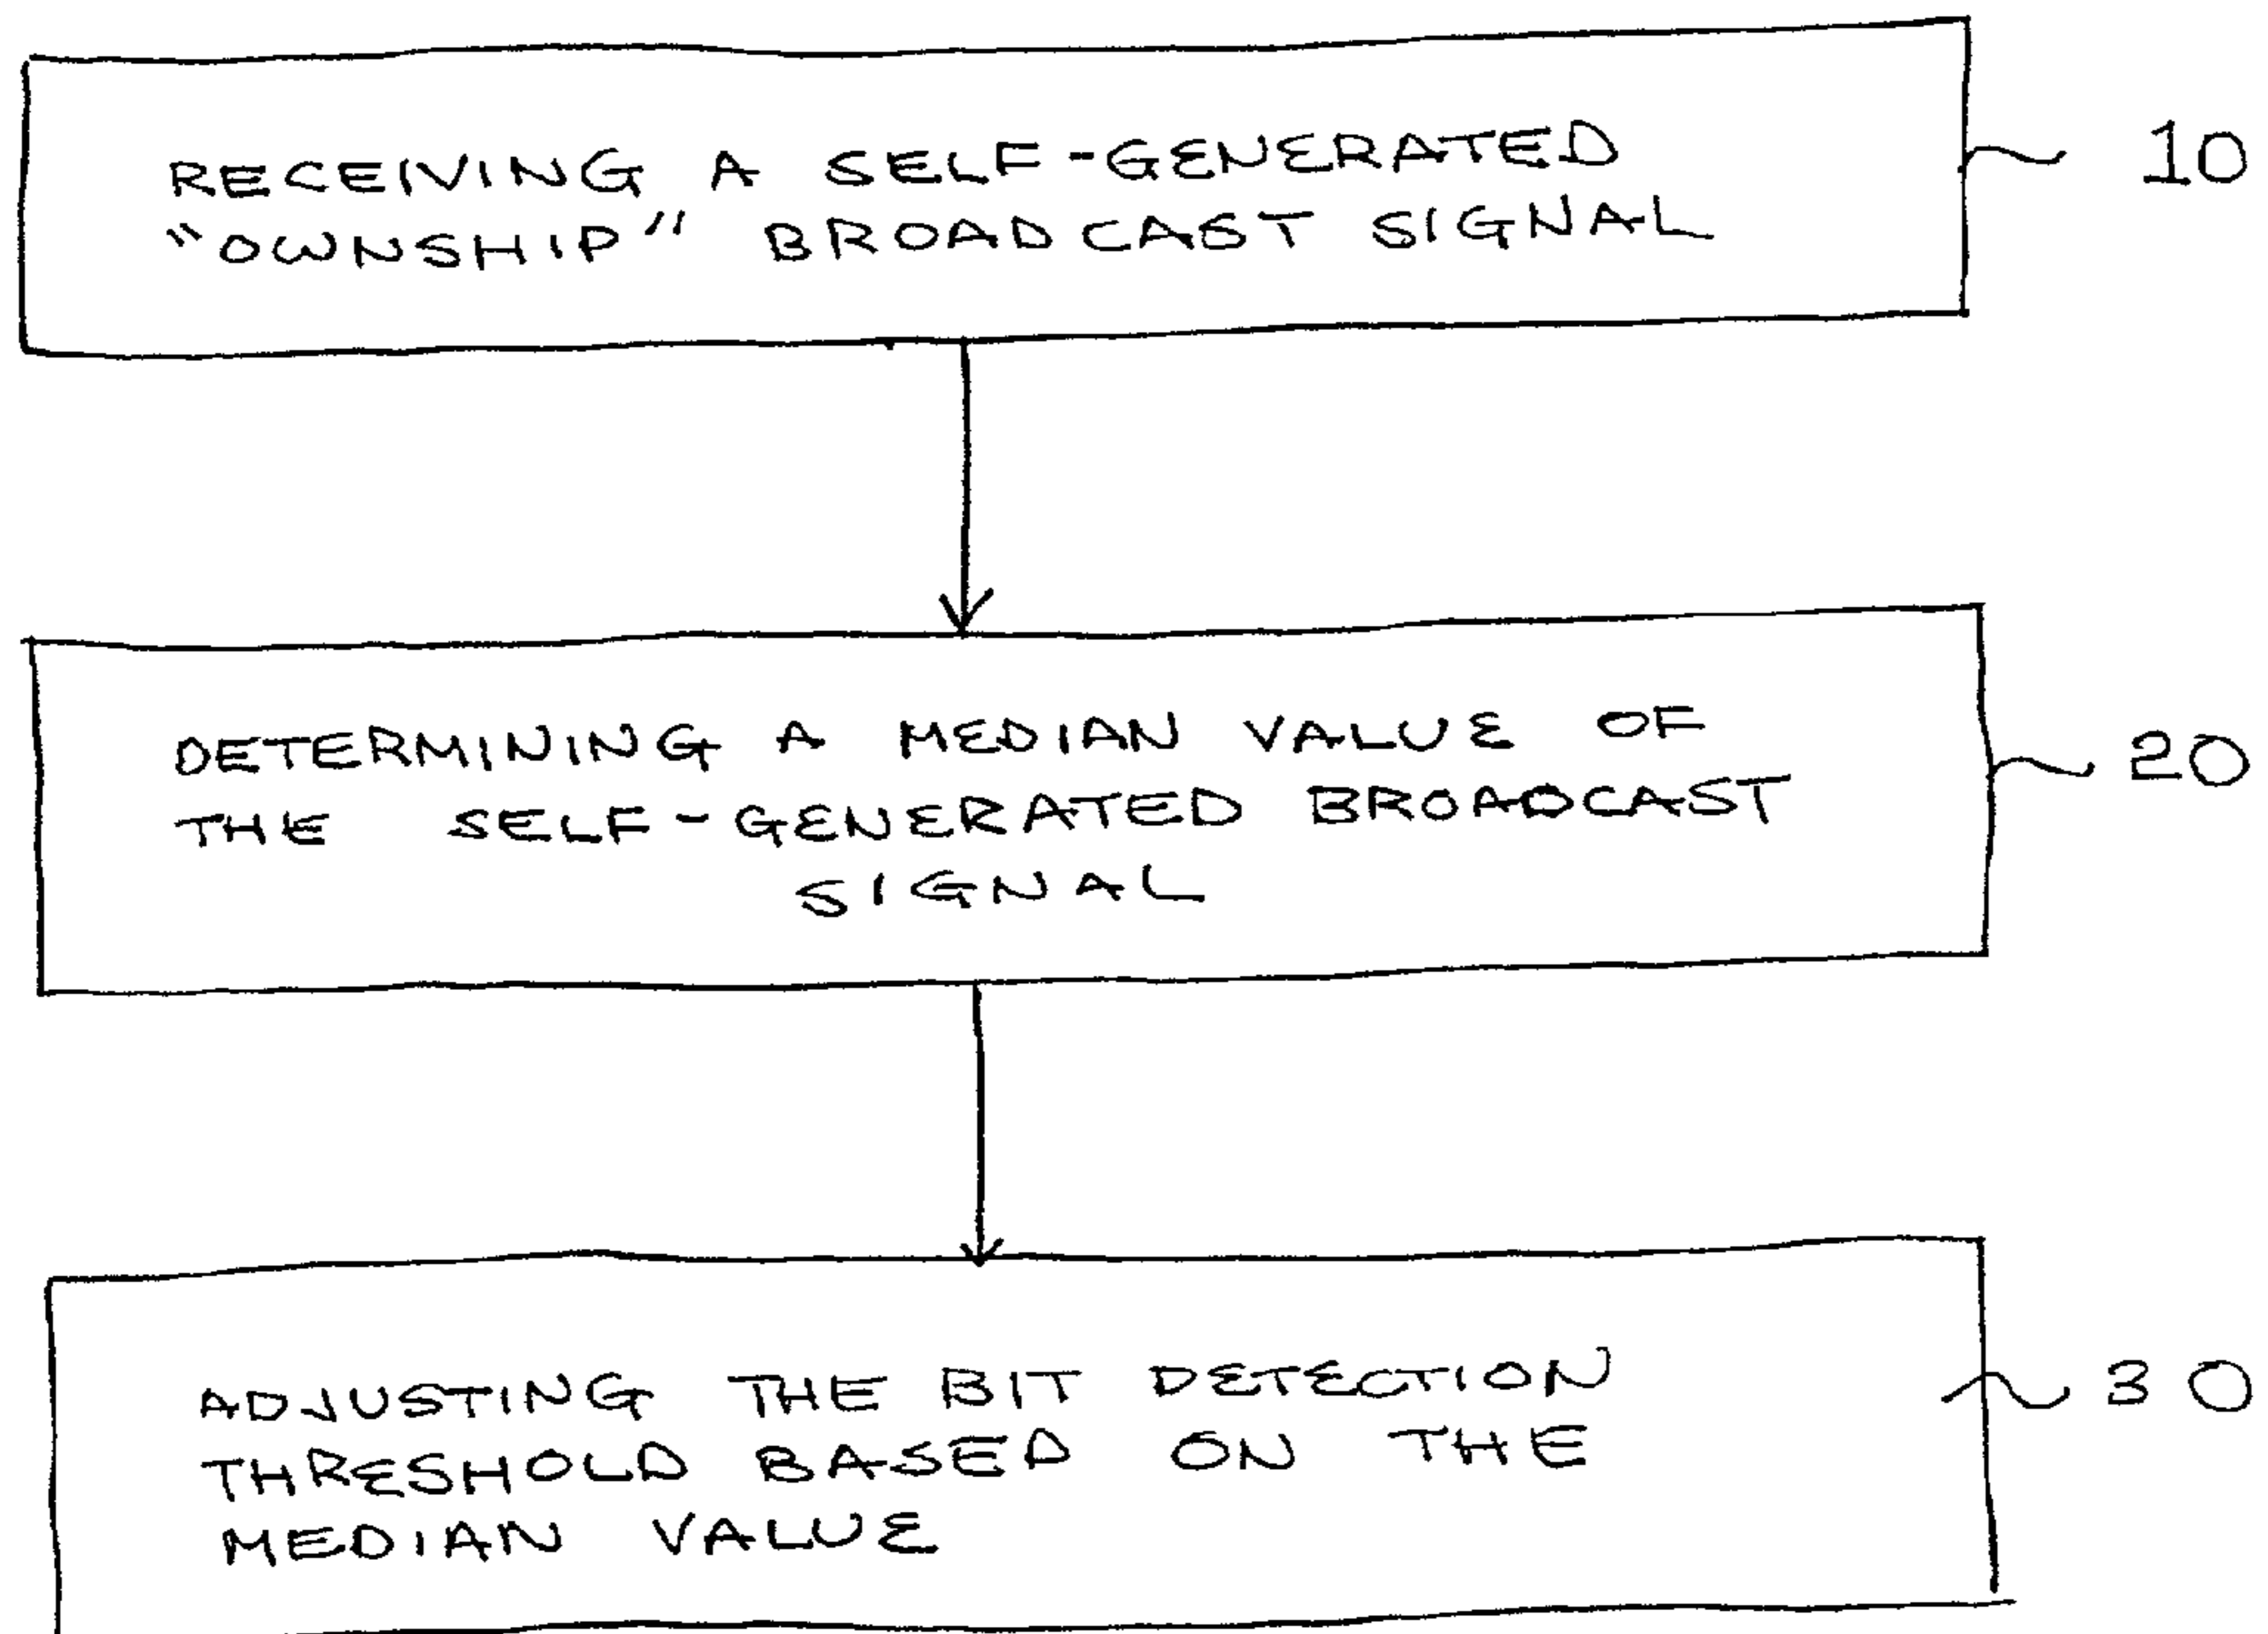 RECEIVING A SELF-GENERATED
"OWNSHIP" BROADCAST SIGNAL
10
DETERMINING A MEDIAN VALUE OF
THE SELF-GENERATED BROADCAST
SIGNAL
20
ADJUSTING THE BIT DETECTION
THRESHOLD BASED ON THE
MEDIAN VALUE
30